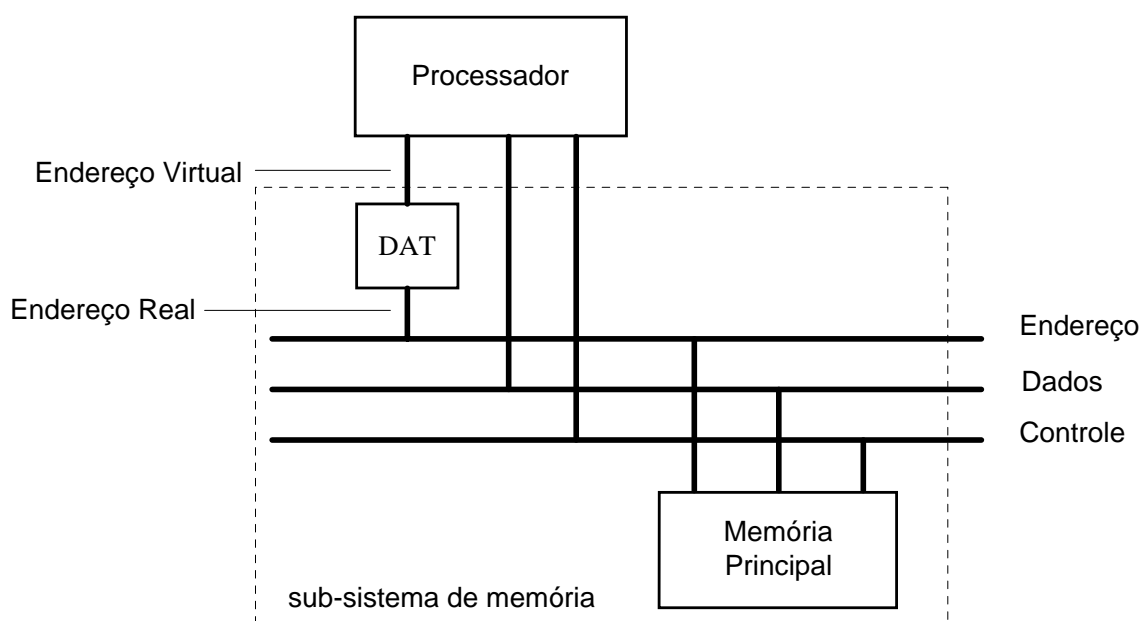 Processador
Endereço Virtual
DAT
Endereço Real
Endereço
Dados
Controle
Memória
Principal
sub-sistema de memória